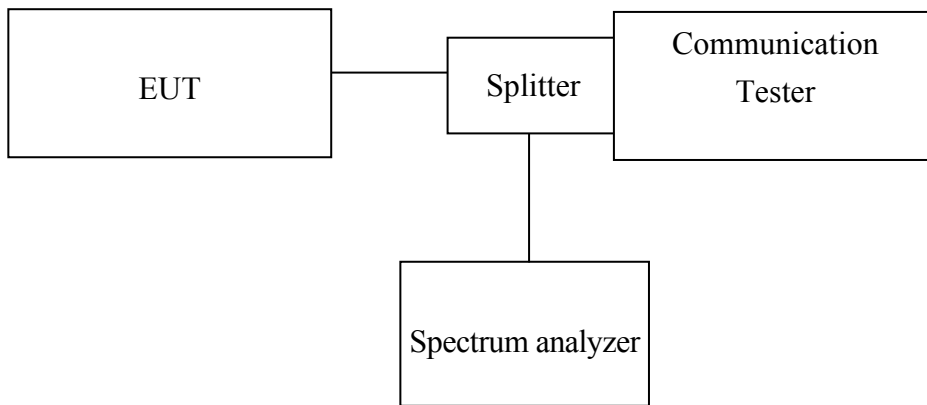 EUT
Splitter
Communication
Tester
Spectrum analyzer